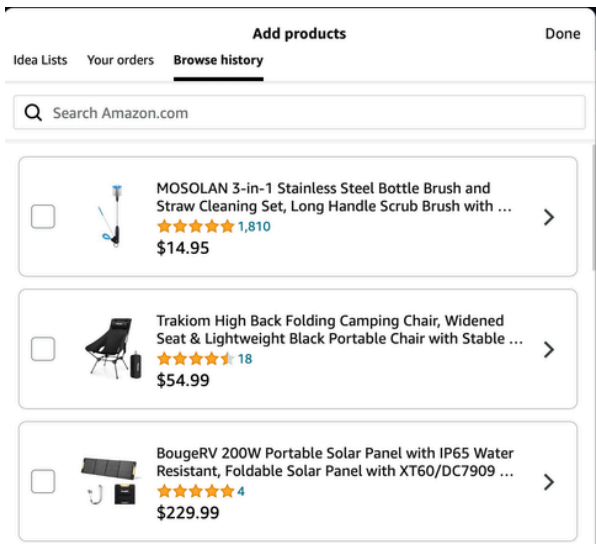 Add products
Done
Idea Lists Your orders Browse history
Search Amazon.com
MOSOLAN 3-in-1 Stainless Steel Bottle Brush and
Straw Cleaning Set, Long Handle Scrub Brush with ...
1,810
$14.95
Trakiom High Back Folding Camping Chair, Widened
Seat & Lightweight Black Portable Chair with Stable ...
18
$54.99
BougeRV 200W Portable Solar Panel with IP65 Water
Resistant, Foldable Solar Panel with XT60/DC7909 ...
4
$229.99